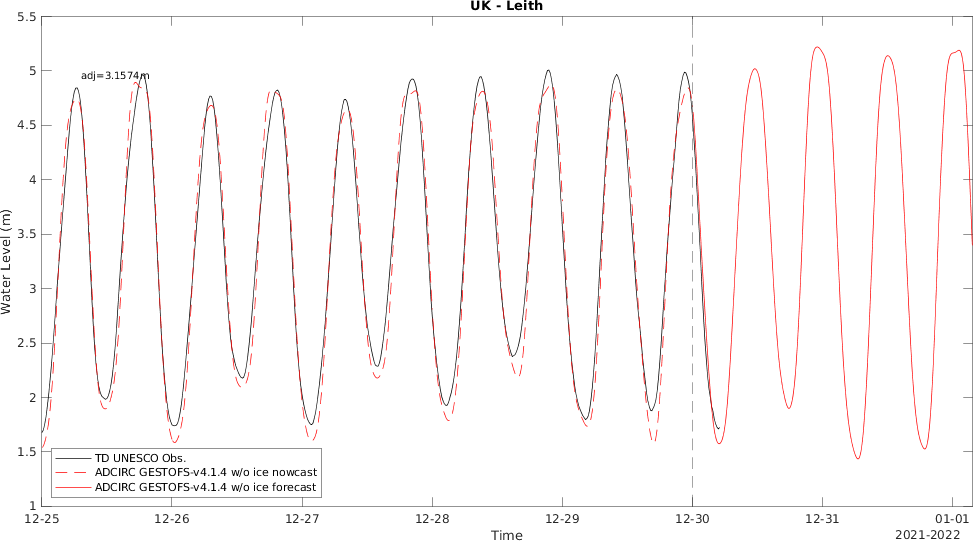 UK - Leith
5.5
5
4.5
4
3.5
3
2.5
2
1.5
1
Water Level (m)
adj=3.1574m
TD UNESCO Obs.
ADCIRC GESTOFS-v4.1.4 w/o ice nowcast
ADCIRC GESTOFS-v4.1.4 w/o ice forecast
12-25 12-26 12-27 12-28 12-29 12-30 12-31 01-01
Time
2021-2022